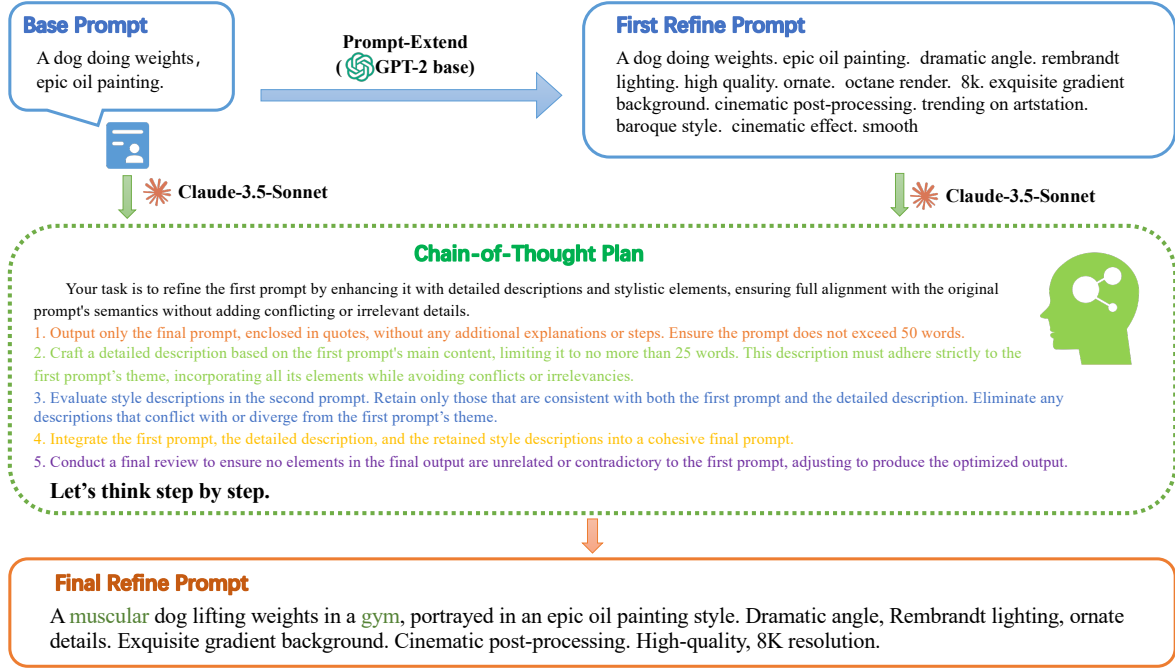 Base Prompt
A dog doing weights,
epic oil painting.
Prompt-Extend
( GPT-2 base)
First Refine Prompt
A dog doing weights. epic oil painting. dramatic angle. rembrandt
lighting. high quality. ornate. octane render. 8k. exquisite gradient
background. cinematic post-processing. trending on artstation.
baroque style. cinematic effect. smooth
Claude-3.5-Sonnet
Claude-3.5-Sonnet
Chain-of-Thought Plan
Your task is to refine the first prompt by enhancing it with detailed descriptions and stylistic elements, ensuring full alignment with the original
prompt's semantics without adding conflicting or irrelevant details.
1. Output only the final prompt, enclosed in quotes, without any additional explanations or steps. Ensure the prompt does not exceed 50 words.
2. Craft a detailed description based on the first prompt's main content, limiting it to no more than 25 words. This description must adhere strictly to the
first prompt’s theme, incorporating all its elements while avoiding conflicts or irrelevancies.
3. Evaluate style descriptions in the second prompt. Retain only those that are consistent with both the first prompt and the detailed description. Eliminate any
descriptions that conflict with or diverge from the first prompt’s theme.
4. Integrate the first prompt, the detailed description, and the retained style descriptions into a cohesive final prompt.
5. Conduct a final review to ensure no elements in the final output are unrelated or contradictory to the first prompt, adjusting to produce the optimized output.
Let’s think step by step.
Final Refine Prompt
A muscular dog lifting weights in a gym, portrayed in an epic oil painting style. Dramatic angle, Rembrandt lighting, ornate
details. Exquisite gradient background. Cinematic post-processing. High-quality, 8K resolution.